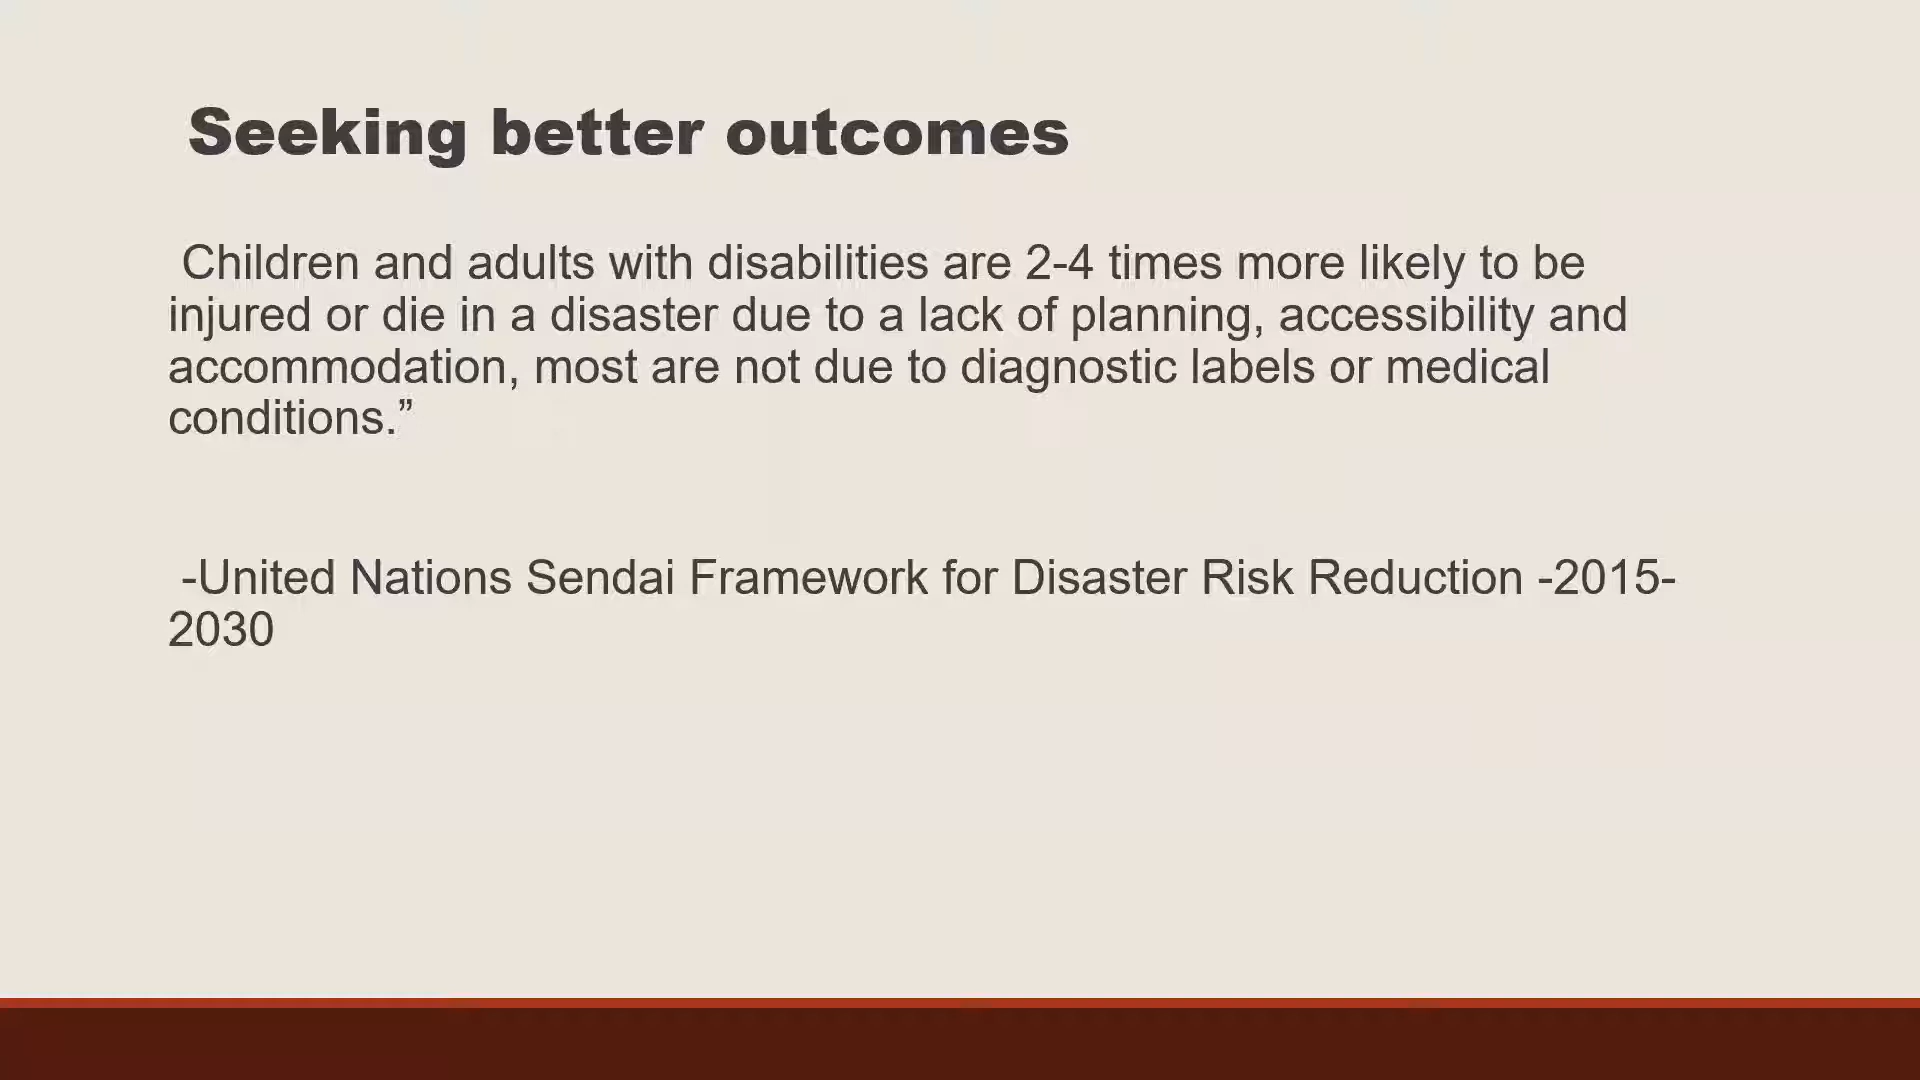 Seeking better outcomes
Children and adults with disabilities are 2-4 times more likely to be
injured or die in a disaster due to a lack of planning, accessibility and
accommodation, most are not due to diagnostic labels or medical
conditions.”
-United Nations Sendai Framework for Disaster Risk Reduction -2015-
2030